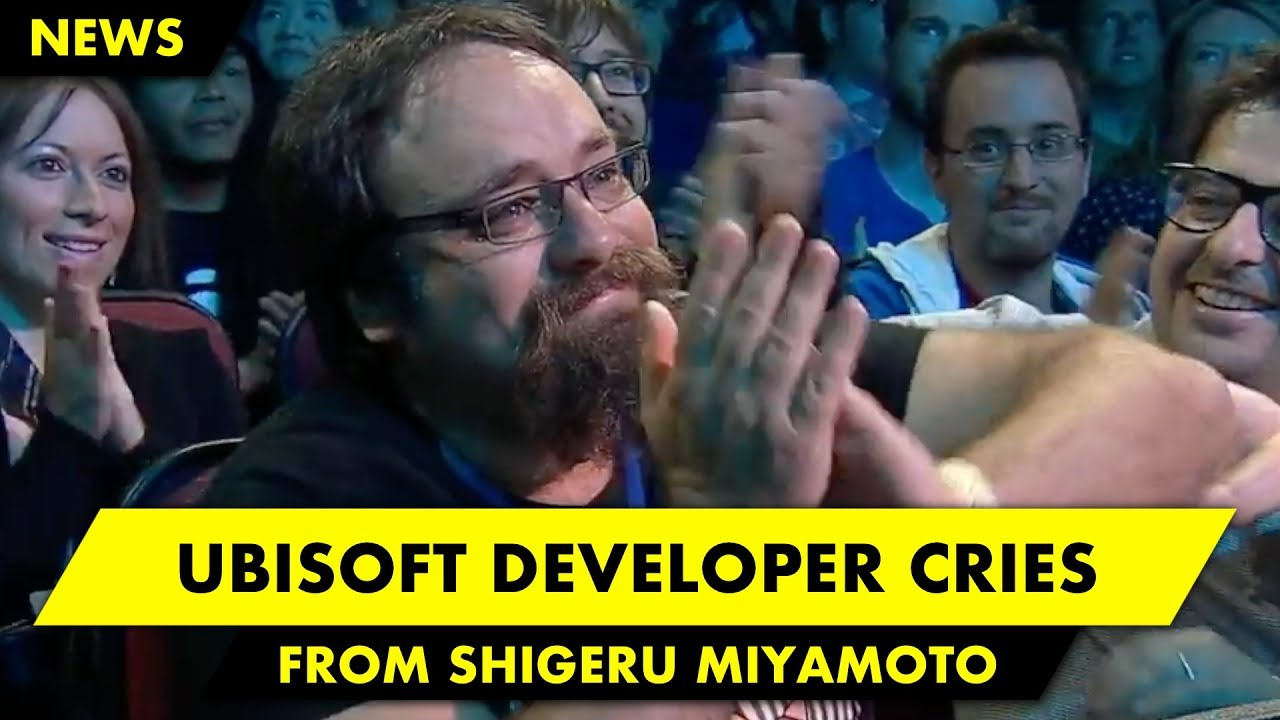 NEWS
UBISOFT DEVELOPER CRIES
FROM SHIGERU MIYAMOTO